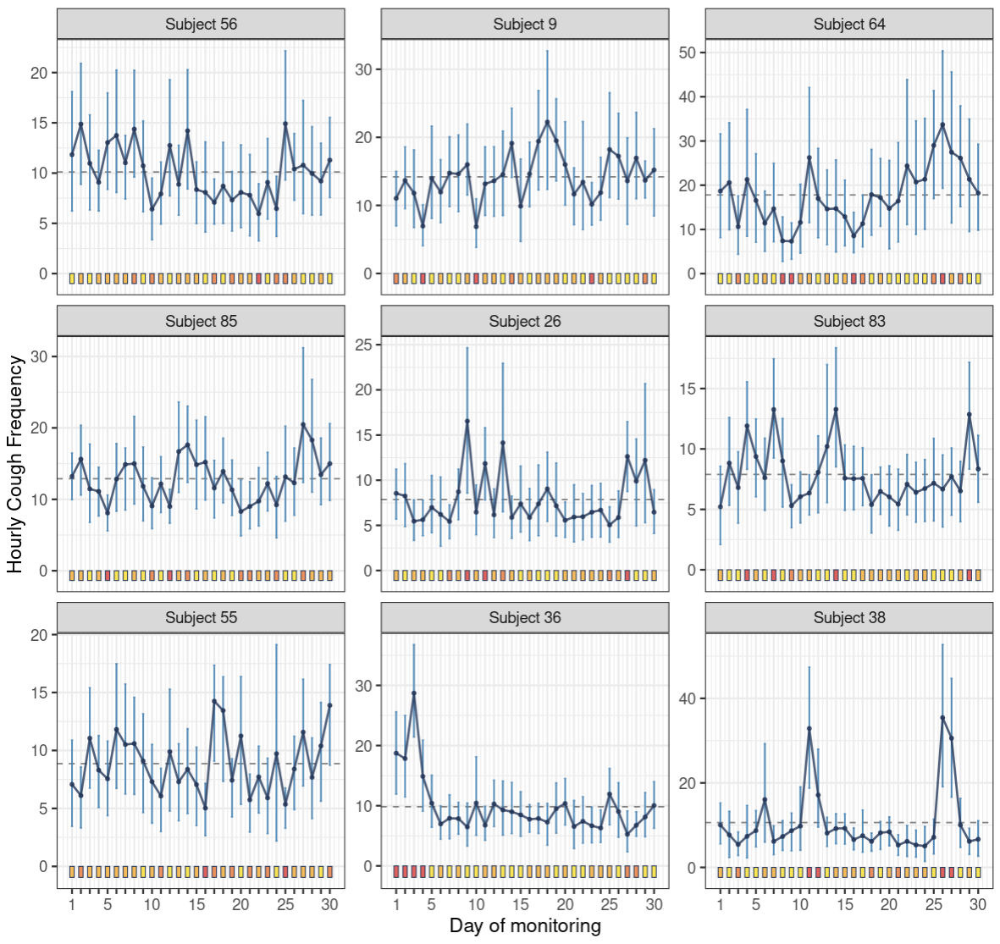 Subject 56
Subject 9
Subject 64
20
15
10
5
0
30
20
10
0
50
40
30
20
10
0
Subject 85
Subject 26
Subject 83
30
20
10
0
25
20
15
10
5
0
15
10
5
0
Subject 55
Subject 36
Subject 38
20
15
10
5
0
30
20
10
0
40
20
0
1 5 10 15 20 25 30
1 5 10 15 20 25 30
1 5 10 15 20 25 30
Hourly Cough Frequency
Day of monitoring